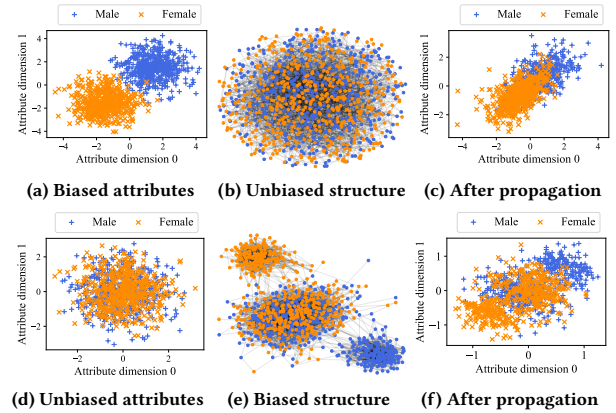 + Male × Female
Attribute dimension 1
4
2
0
−2
−4
−4 −2 0 2 4
Attribute dimension 0
(a) Biased attributes
(b) Unbiased structure
+ Male × Female
Attribute dimension 1
2
0
−2
−4 −2 0 2 4
Attribute dimension 0
(c) After propagation
+ Male × Female
Attribute dimension 1
2
0
−2
−2 0 2
Attribute dimension 0
(d) Unbiased attributes
(e) Biased structure
+ Male × Female
Attribute dimension 1
1
0
−1
−1 0 1
Attribute dimension 0
(f) After propagation